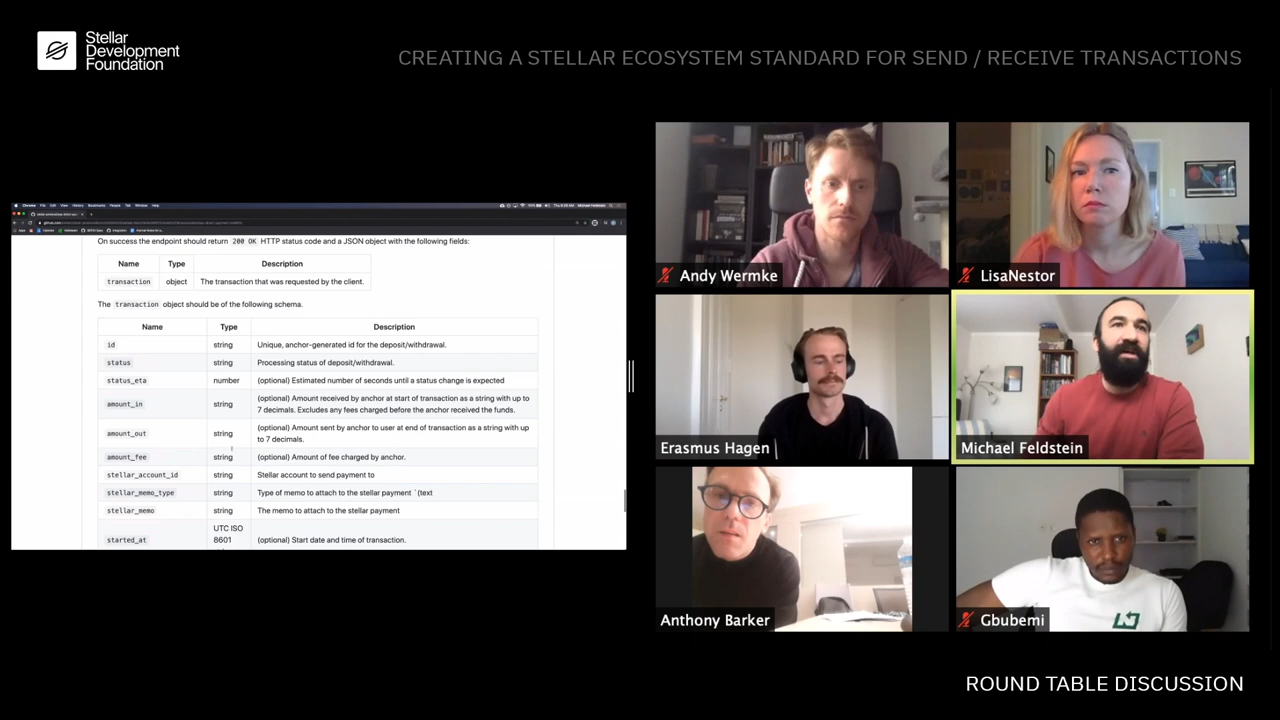 Stellar
Development
Foundation
CREATING A STELLAR ECOSYSTEM STANDARD FOR SEND / RECEIVE TRANSACTIONS
Chrome File Edit View History Bookmarks People Tab Window Help
On success the endpoint should return 200 OK HTTP status code and a JSON object with the following fields:
Name Type Description
transaction object The transaction that was requested by the client.
The transaction object should be of the following schema.
Name Type Description
id string Unique, anchor-generated id for the deposit/withdrawal.
status string Processing status of deposit/withdrawal.
status_eta number (optional) Estimated number of seconds until a status change is expected
amount_in string (optional) Amount received by anchor at start of transaction as a string with up to
7 decimals. Excludes any fees charged before the anchor received the funds.
amount_out string (optional) Amount sent by anchor to user at end of transaction as a string with up
to 7 decimals.
amount_fee string (optional) Amount of fee charged by anchor.
stellar_account_id string Stellar account to send payment to
stellar_memo_type string Type of memo to attach to the stellar payment `(text
stellar_memo string The memo to attach to the stellar payment
UTC ISO
8601
started_at (optional) Start date and time of transaction.
Andy Wermke
LisaNestor
Erasmus Hagen
Michael Feldstein
Anthony Barker
Gbubemi
ROUND TABLE DISCUSSION